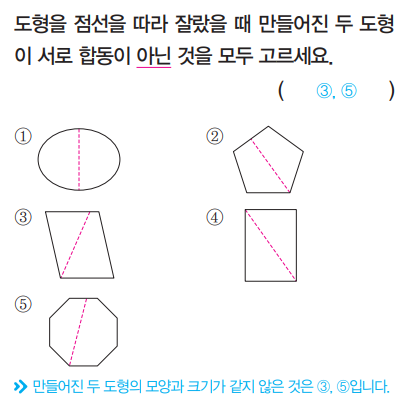 도형을 점선을 따라 잘랐을 때 만들어진 두 도형
이 서로 합동이 아닌 것을 모두 고르세요.
( ③, ⑤ )
① ②
③ ④
⑤
≫ 만들어진 두 도형의 모양과 크기가 같지 않은 것은 ③, ⑤입니다.